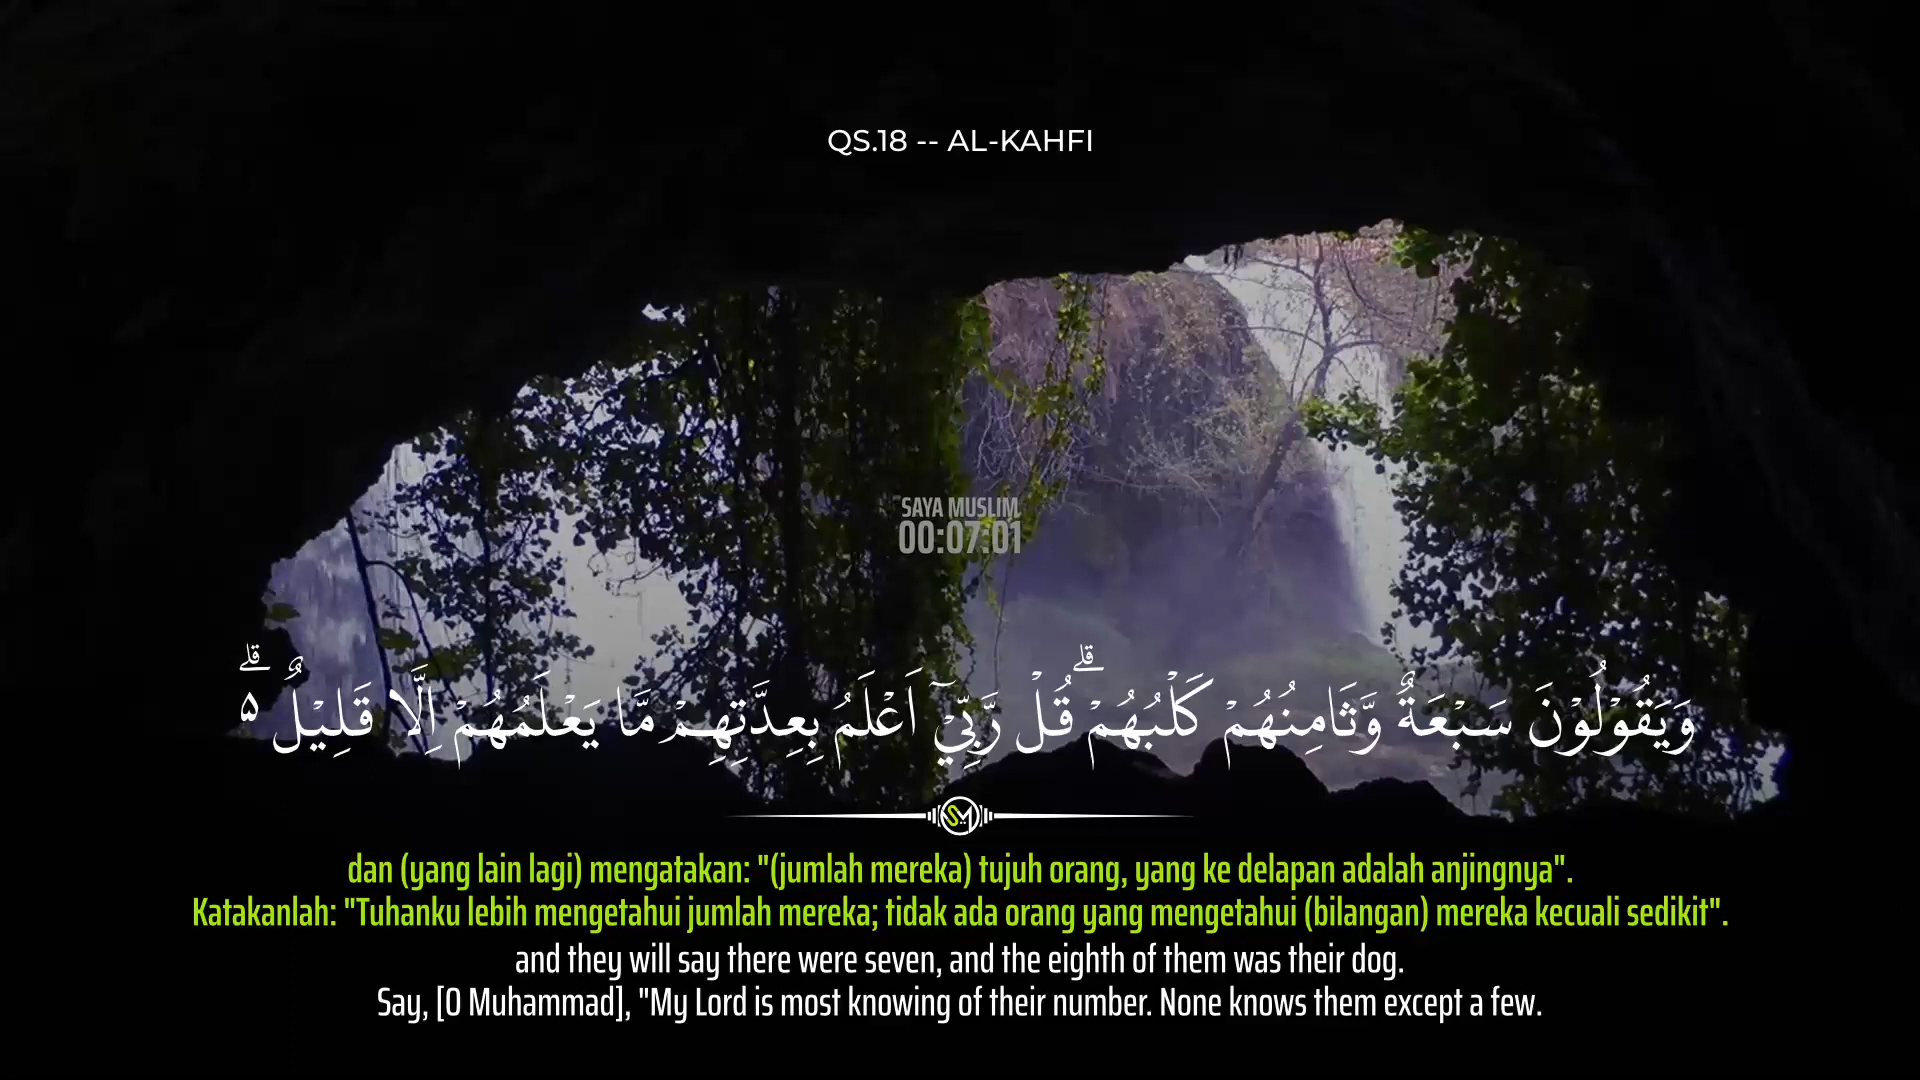 QS.18 -- AL-KAHFI
SAYA MUSLIM
00:07:01
وَيَقُوْلُوْنَ سَبْعَةٌ وَّثَامِنُهُمْ كَلْبُهُمْ ۗقُلْ رَّبِّيْٓ اَعْلَمُ بِعِدَّتِهِمْ مَّا يَعْلَمُهُمْ اِلَّا قَلِيْلٌ ۗ ۵
SM
dan (yang lain lagi) mengatakan: "(jumlah mereka) tujuh orang, yang ke delapan adalah anjingnya".
Katakanlah: "Tuhanku lebih mengetahui jumlah mereka; tidak ada orang yang mengetahui (bilangan) mereka kecuali sedikit".
and they will say there were seven, and the eighth of them was their dog.
Say, [O Muhammad], "My Lord is most knowing of their number. None knows them except a few.